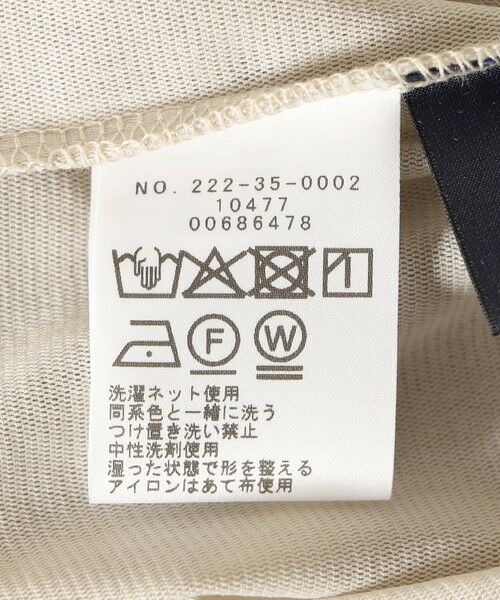 NO. 222-35-0002
10477
00686478
F
W
洗濯ネット使用
同系色と一緒に洗う
つけ置き洗い禁止
中性洗剤使用
湿った状態で形を整える
アイロンはあて布使用